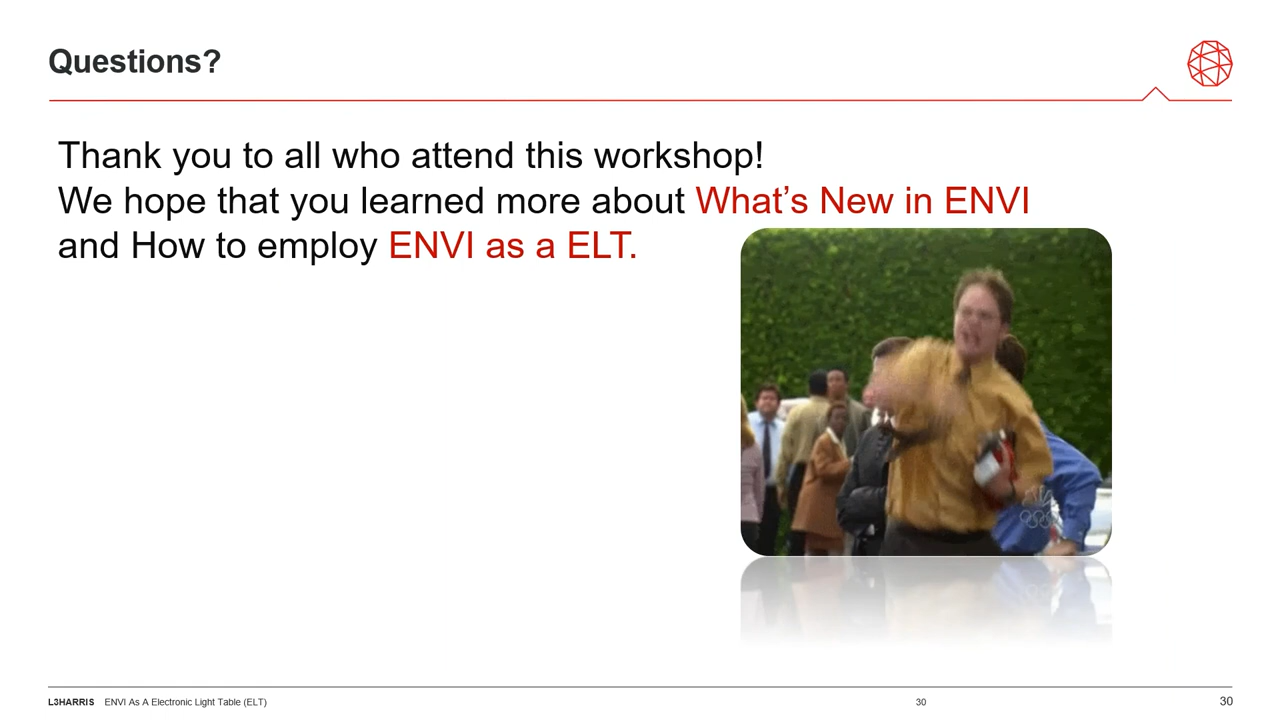 Questions?
Thank you to all who attend this workshop!
We hope that you learned more about What’s New in ENVI
and How to employ ENVI as a ELT.
L3HARRIS ENVI As A Electronic Light Table (ELT) 30 30